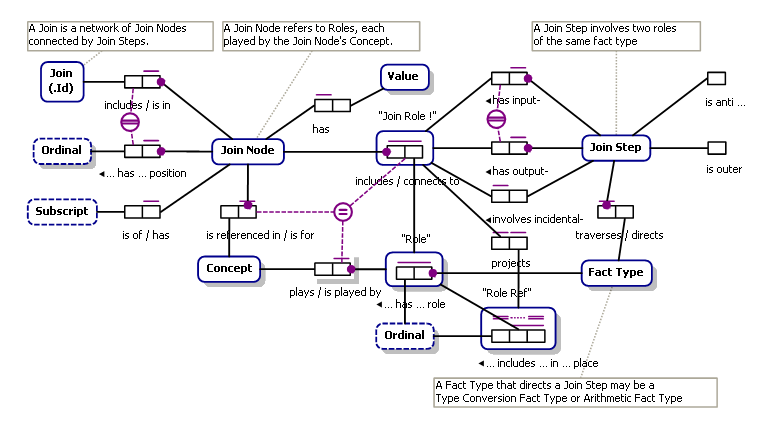 A Join is a network of Join Nodes
connected by Join Steps.
A Join Node refers to Roles, each
played by the Join Node's Concept.
A Join Step involves two roles
of the same fact type
Join
(.Id)
Value
includes / is in
has
"Join Role !"
◄has input-
is anti ...
Ordinal
Join Node
Join Step
◄... has ... position
includes / connects to
◄has output-
is outer
Subscript
is of / has
is referenced in / is for
◄involves incidental-
traverses / directs
"Role"
projects
Concept
plays / is played by
Fact Type
◄... has ... role
"Role Ref"
Ordinal
◄... includes ... in ... place
A Fact Type that directs a Join Step may be a
Type Conversion Fact Type or Arithmetic Fact Type